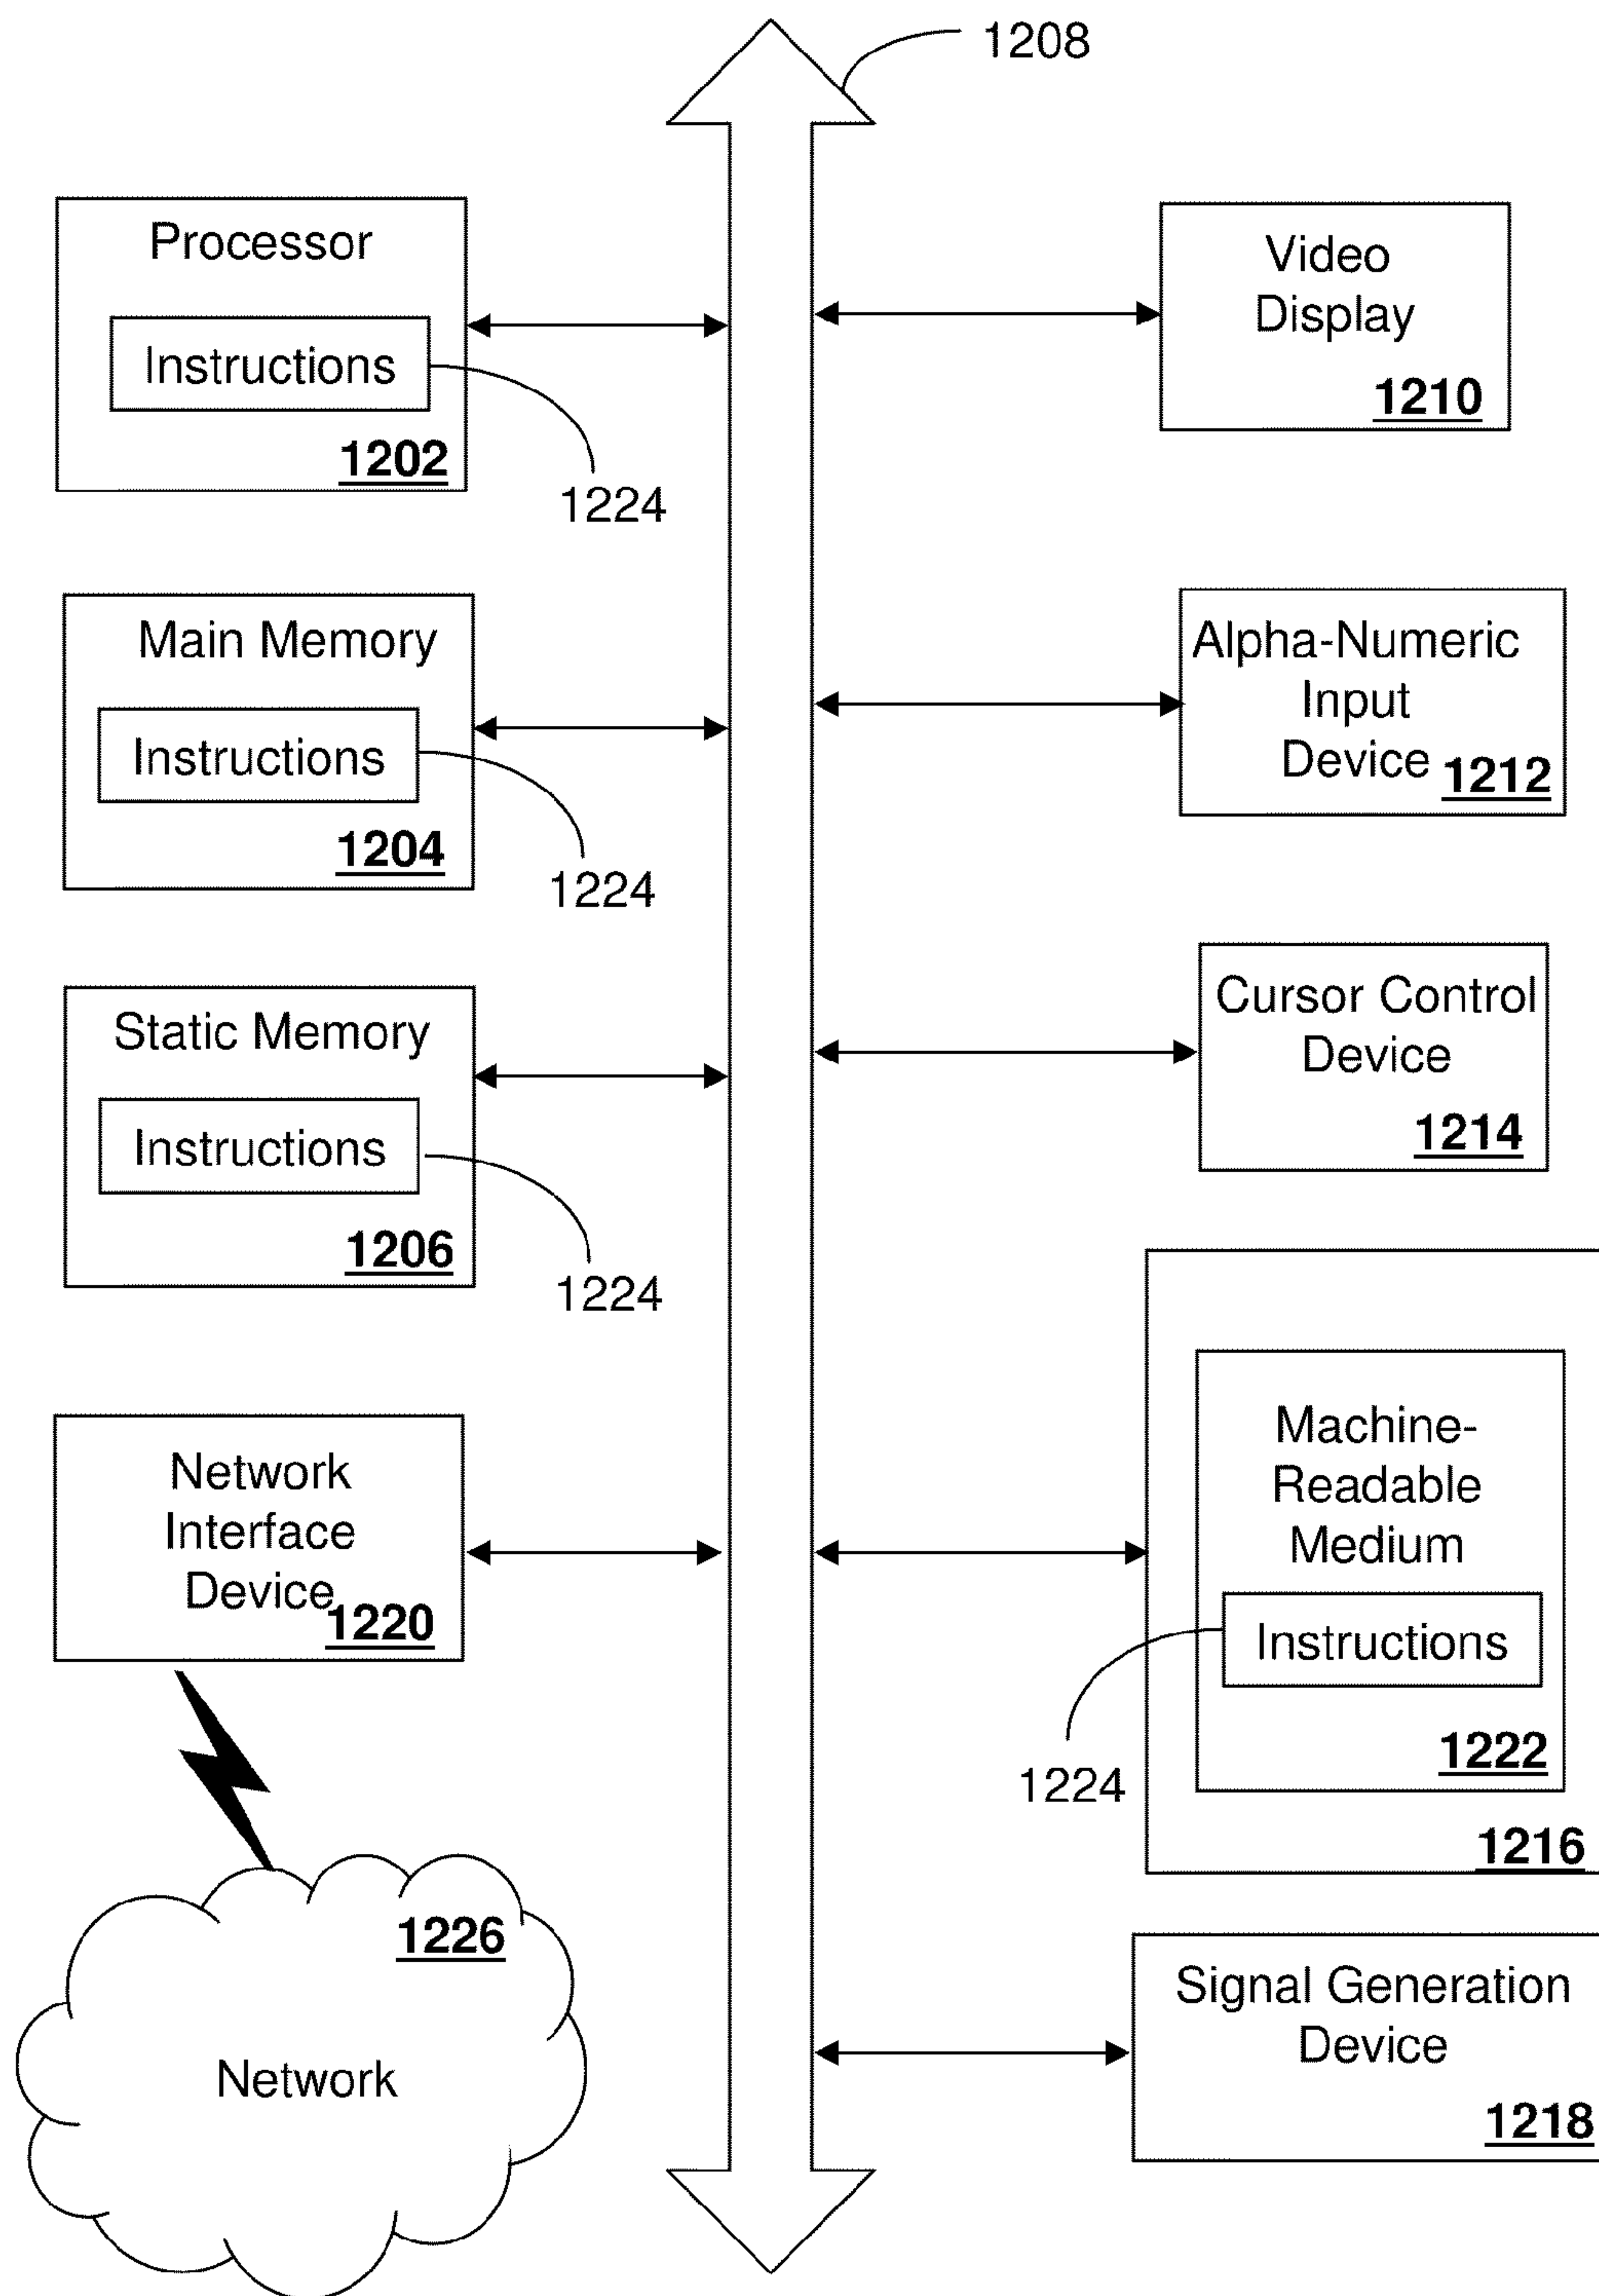 1208
Processor
Instructions
1202
1224
Main Memory
Instructions
1204
1224
Static Memory
Instructions
1206
1224
Network
Interface
Device
1220
1226
Network
Video
Display
1210
Alpha-Numeric
Input
Device
1212
Cursor Control
Device
1214
Machine-
Readable
Medium
Instructions
1222
1224
1216
Signal Generation
Device
1218